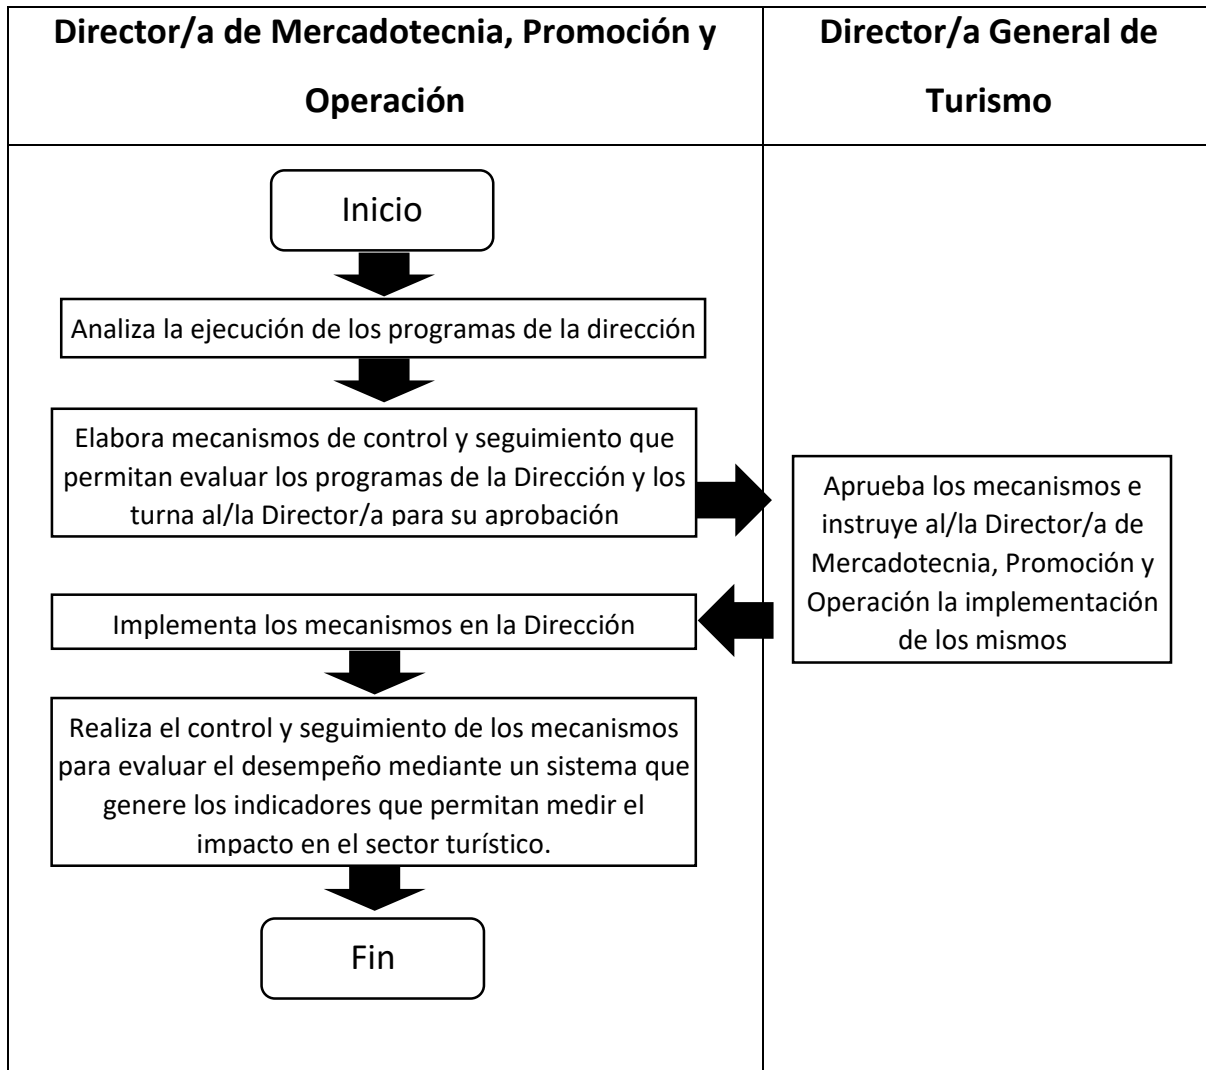 Director/a de Mercadotecnia, Promoción y
Operación
Director/a General de
Turismo
Inicio
Analiza la ejecución de los programas de la dirección
Elabora mecanismos de control y seguimiento que
permitan evaluar los programas de la Dirección y los
turna al/la Director/a para su aprobación
Aprueba los mecanismos e
instruye al/la Director/a de
Mercadotecnia, Promoción y
Operación la implementación
de los mismos
Implementa los mecanismos en la Dirección
Realiza el control y seguimiento de los mecanismos
para evaluar el desempeño mediante un sistema que
genere los indicadores que permitan medir el
impacto en el sector turístico.
Fin